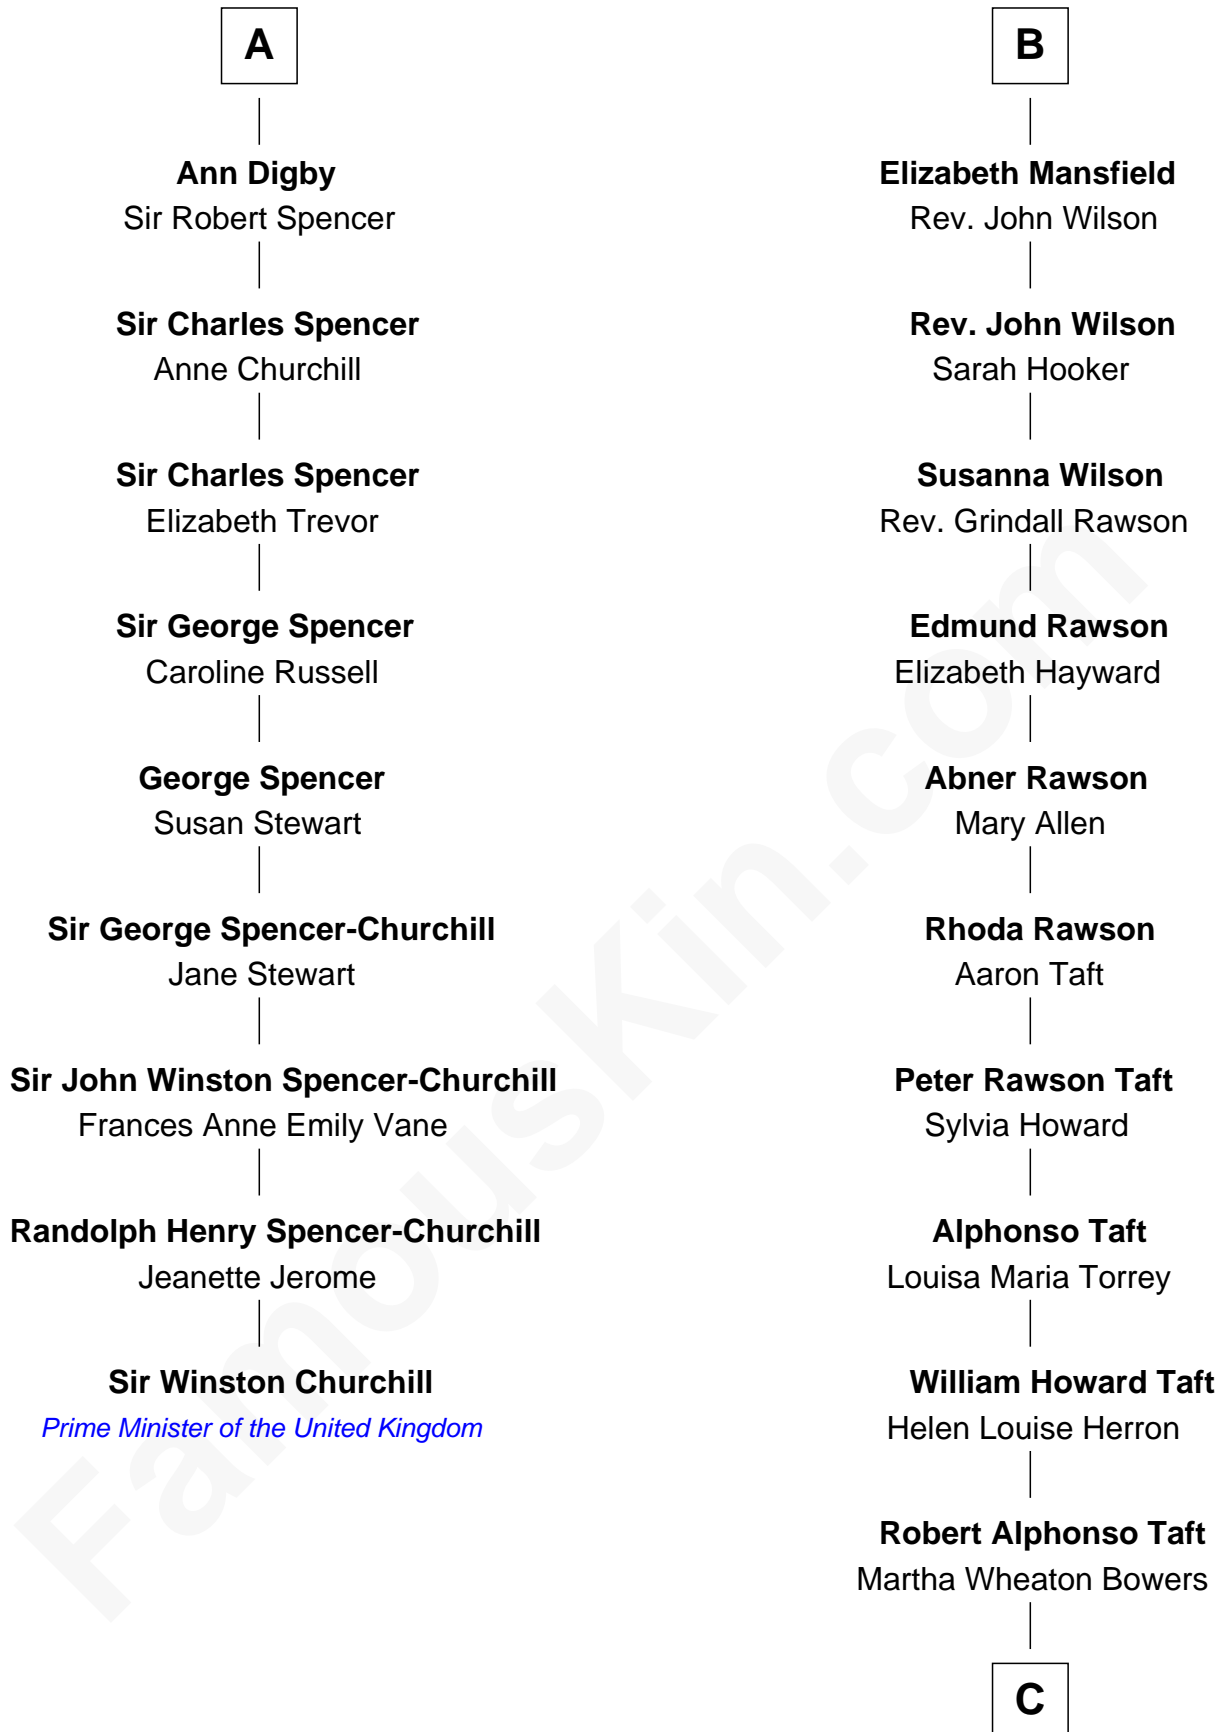 A
Ann Digby
Sir Robert Spencer
Sir Charles Spencer
Anne Churchill
Sir Charles Spencer
Elizabeth Trevor
Sir George Spencer
Caroline Russell
George Spencer
Susan Stewart
Sir George Spencer-Churchill
Jane Stewart
Sir John Winston Spencer-Churchill
Frances Anne Emily Vane
Randolph Henry Spencer-Churchill
Jeanette Jerome
Sir Winston Churchill
Prime Minister of the United Kingdom
B
Elizabeth Mansfield
Rev. John Wilson
Rev. John Wilson
Sarah Hooker
Susanna Wilson
Rev. Grindall Rawson
Edmund Rawson
Elizabeth Hayward
Abner Rawson
Mary Allen
Rhoda Rawson
Aaron Taft
Peter Rawson Taft
Sylvia Howard
Alphonso Taft
Louisa Maria Torrey
William Howard Taft
Helen Louise Herron
Robert Alphonso Taft
Martha Wheaton Bowers
C
FamousKin.com